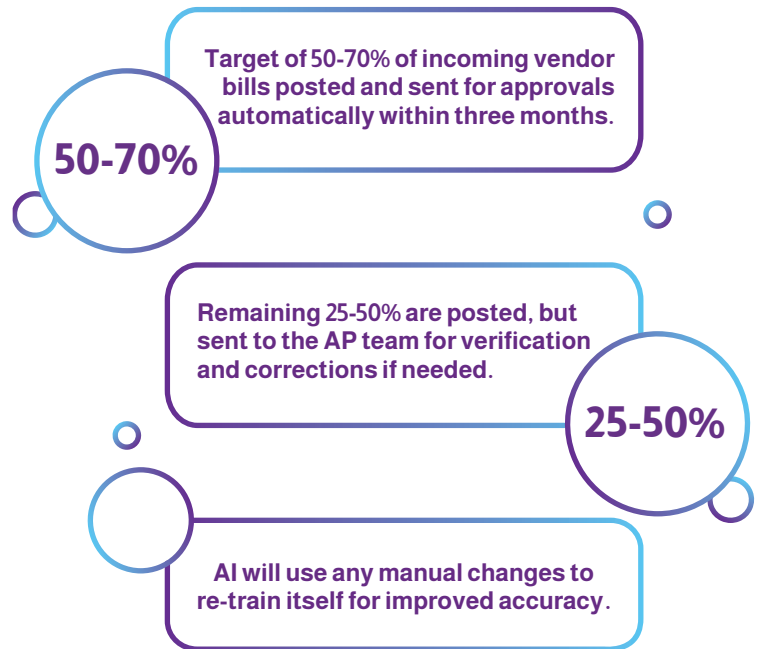 Target of 50-70% of incoming vendor
bills posted and sent for approvals
automatically within three months.
50-70%
Remaining 25-50% are posted, but
sent to the AP team for verification
and corrections if needed.
25-50%
AI will use any manual changes to
re-train itself for improved accuracy.